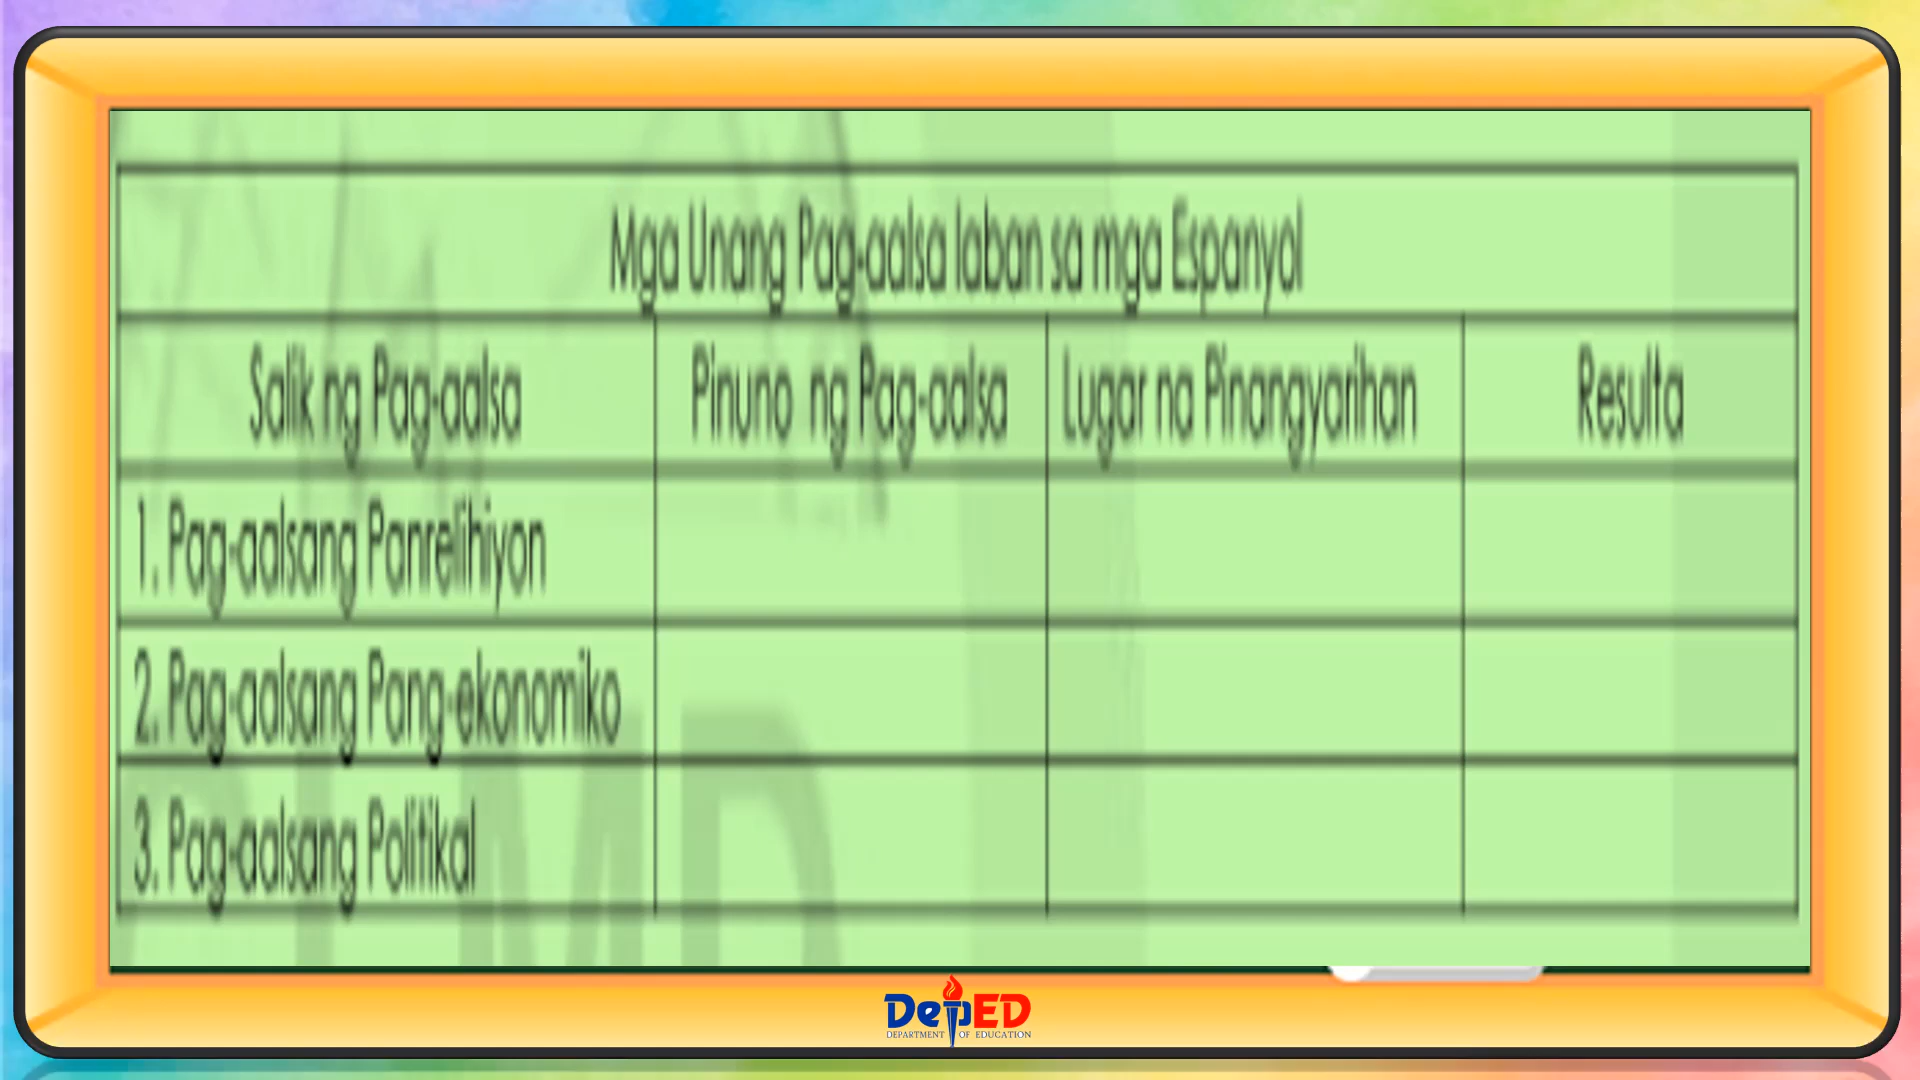 Mga Unang Pag-aalsa laban sa mga Espanyol
Salik ng Pag-aalsa
Pinuno ng Pag-aalsa
Lugar na Pinangyarihan
Resulta
1. Pag-aalsang Panrelihiyon
2. Pag-aalsang Pang-ekonomiko
3. Pag-aalsang Politikal
DepED
DEPARTMENT OF EDUCATION